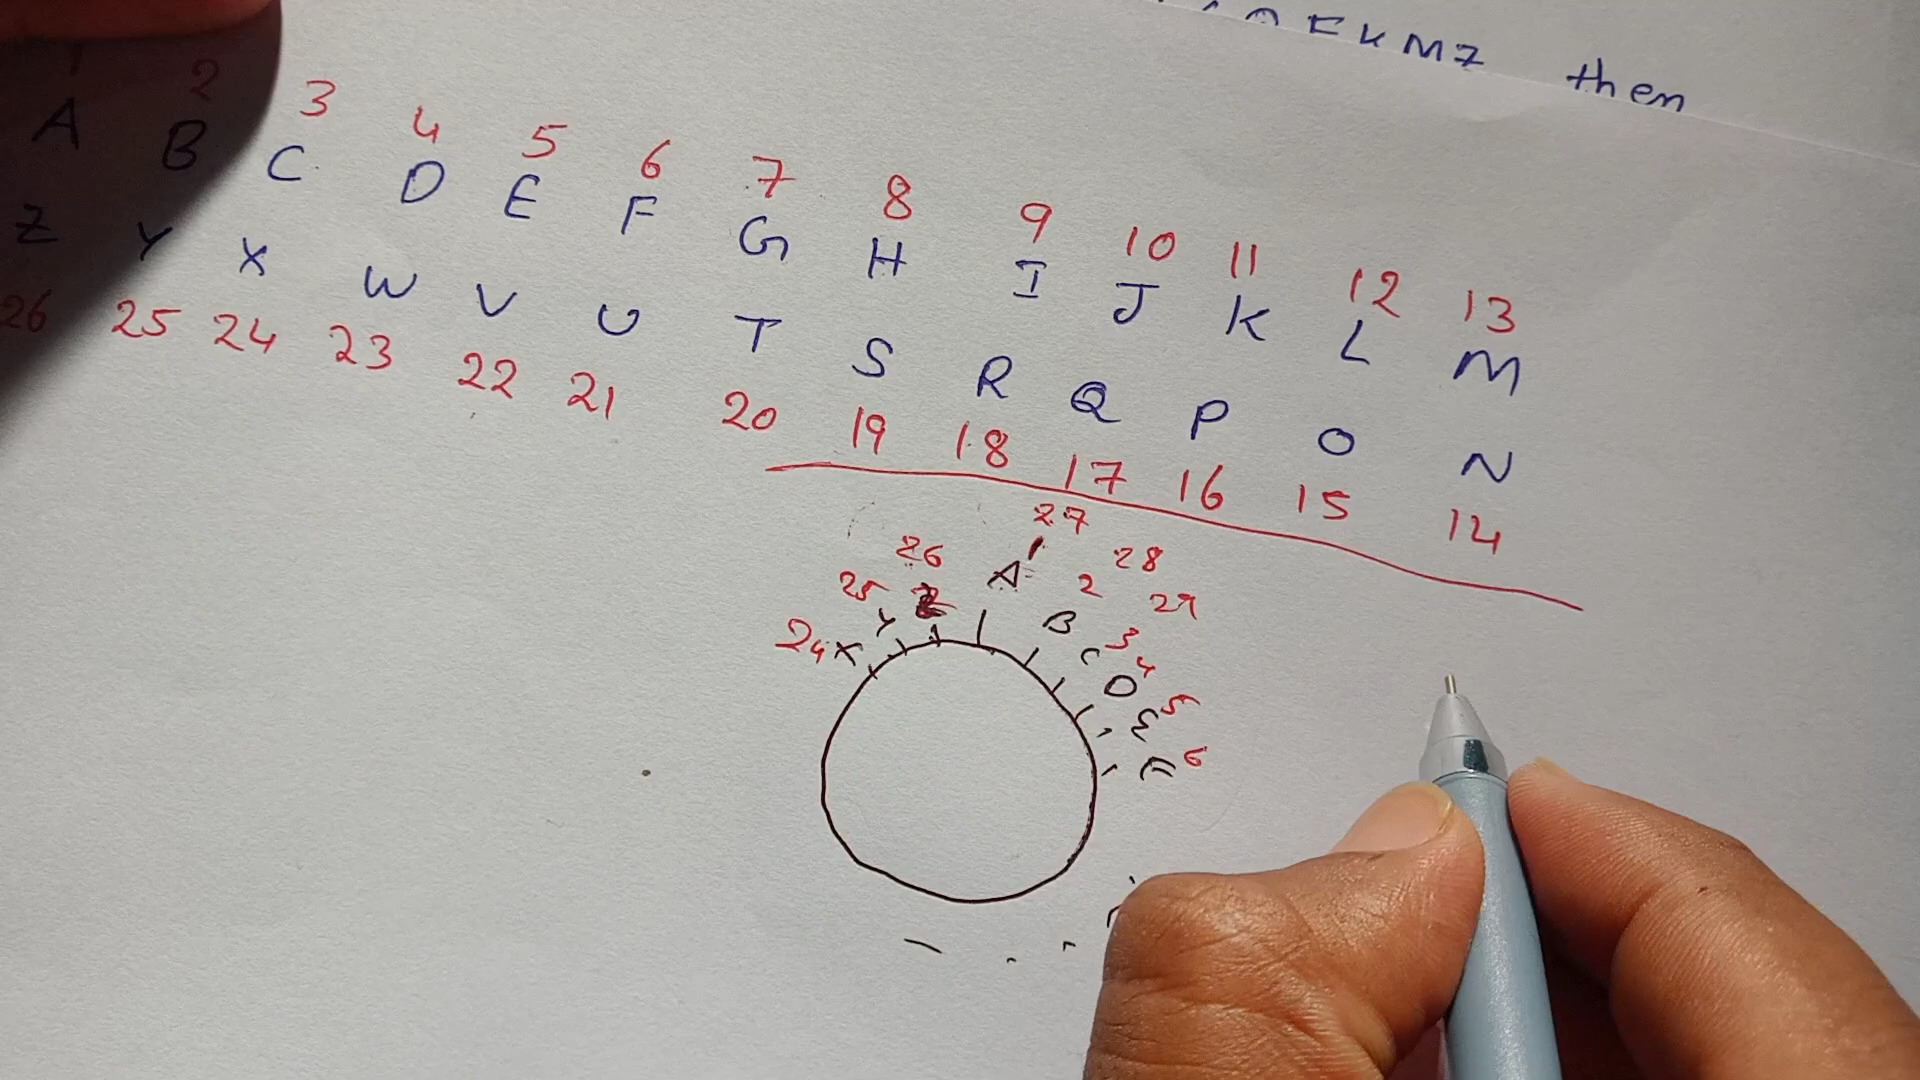 EKMZ then
1 2 3 4 5 6 7 8 9 10 11 12 13
A B C D E F G H I J K L M
Z Y X W V U T S R Q P O N
26 25 24 23 22 21 20 19 18 17 16 15 14
27
26 A 1 28
25 Z 2 29
24 X Y B
C 3
D 4
E 5
F 6